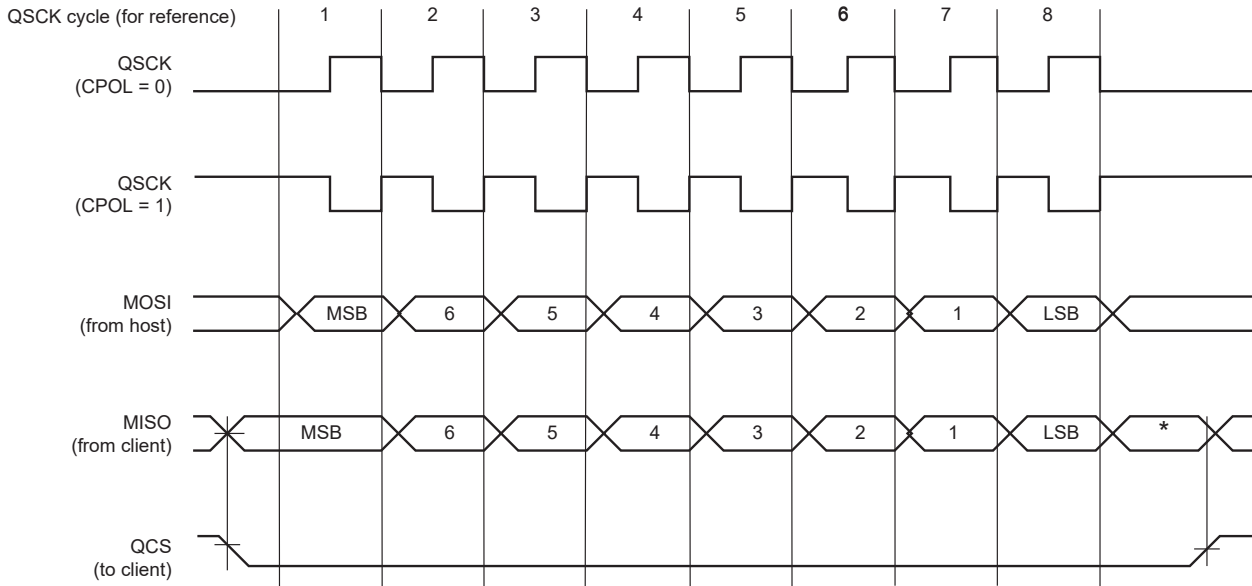 QSCK cycle (for reference) 1 2 3 4 5 6 7 8
QSCK
(CPOL = 0)
QSCK
(CPOL = 1)
MOSI
(from host)
MSB 6 5 4 3 2 1 LSB
MISO
(from client)
MSB 6 5 4 3 2 1 LSB *
QCS
(to client)